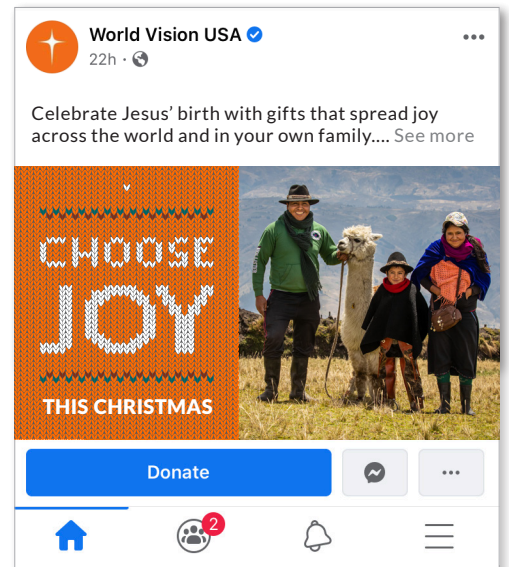 World Vision USA
22h ·
Celebrate Jesus’ birth with gifts that spread joy
across the world and in your own family.... See more
CHOOSE
JOY
THIS CHRISTMAS
Donate
2